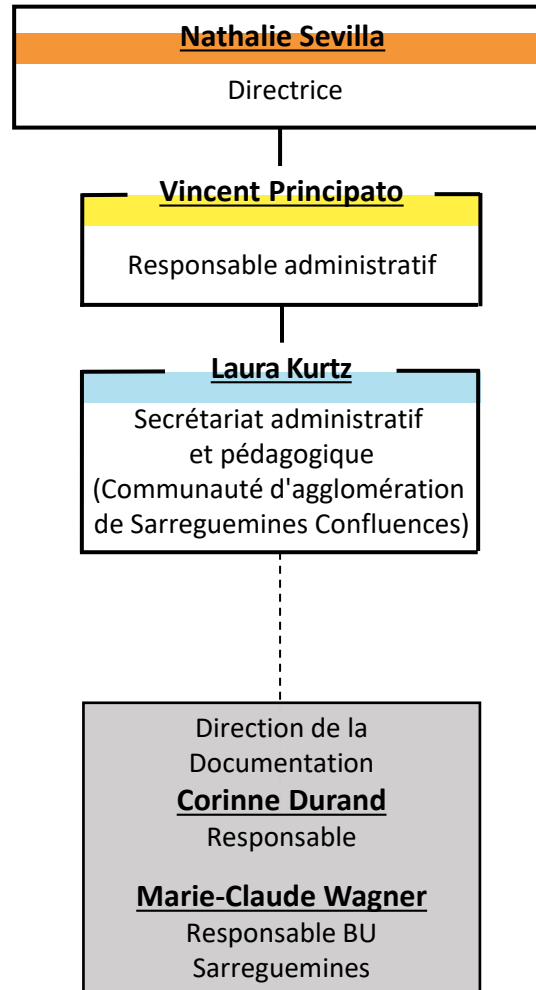 Nathalie Sevilla
Directrice
Vincent Principato
Responsable administratif
Laura Kurtz
Secrétariat administratif
et pédagogique
(Communauté d'agglomération
de Sarreguemines Confluences)
Direction de la
Documentation
Corinne Durand
Responsable
Marie-Claude Wagner
Responsable BU
Sarreguemines